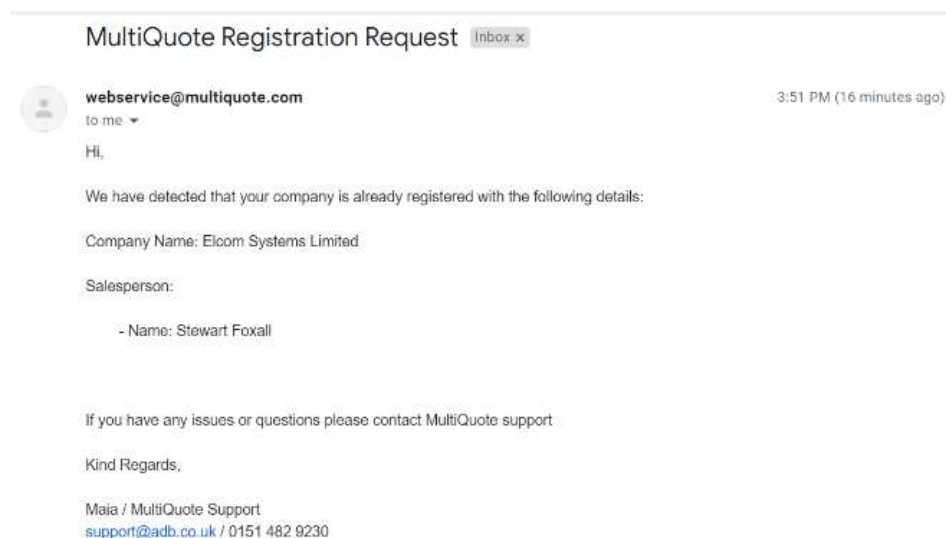 MultiQuote Registration Request Inbox x
webservice@multiquote.com 3:51 PM (16 minutes ago)
to me
Hi,
We have detected that your company is already registered with the following details:
Company Name: Elcom Systems Limited
Salesperson:
- Name: Stewart Foxall
If you have any issues or questions please contact MultiQuote support
Kind Regards,
Maia / MultiQuote Support
support@adb.co.uk / 0151 482 9230